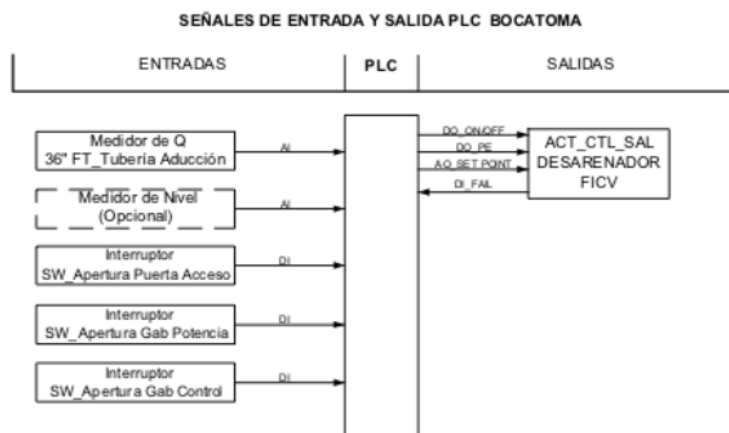 SEÑALES DE ENTRADA Y SALIDA PLC BOCATOMA
ENTRADAS
PLC
SALIDAS
Medidor de Q
36" FT_Tubería Aducción
AI
Medidor de Nivel
(Opcional)
AI
Interruptor
SW_Apertura Puerta Acceso
DI
Interruptor
SW_Apertura Gab Potencia
DI
Interruptor
SW_Apertura Gab Control
DI
DO_ON/OFF
DO_PE
AO_SET POINT
DI_FAIL
ACT_CTL_SAL
DESARENADOR
FICV